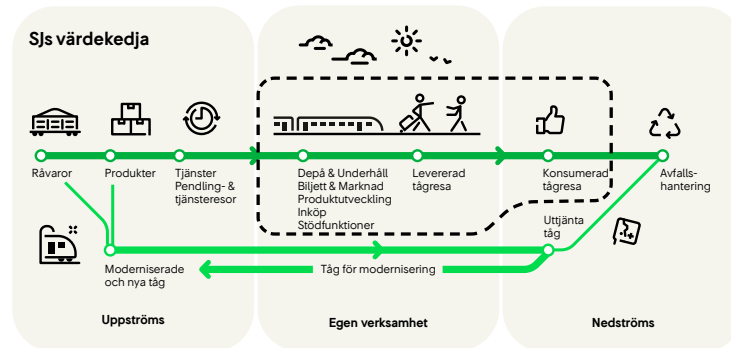 SJs värdekedja
Råvaror
Produkter
Tjänster
Pendling- &
tjänsteresor
Depå & Underhåll
Biljett & Marknad
Produktutveckling
Inköp
Stödfunktioner
Levererad
tågresa
Konsumerad
tågresa
Avfalls-
hantering
Uttjänta
tåg
Moderniserade
och nya tåg
Tåg för modernisering
Uppströms
Egen verksamhet
Nedströms